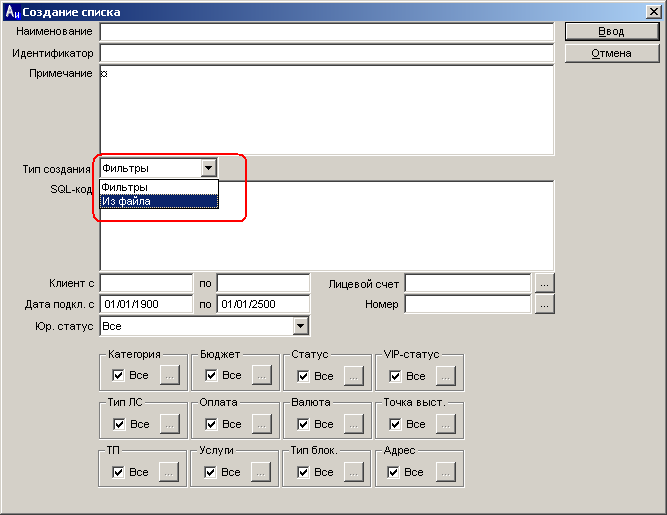 Аи Создание списка
Наименование
Ввод
Идентификатор
Отмена
Примечание
¤
Тип создания Фильтры
Фильтры
SQL-код
Из файла
Клиент с по Лицевой счет ...
Дата подкл. с 01/01/1900 по 01/01/2500 Номер ...
Юр. статус Все
Категория Бюджет Статус VIP-статус
Все ... Все ... Все ... Все ...
Тип ЛС Оплата Валюта Точка выст.
Все ... Все ... Все ... Все ...
ТП Услуги Тип блок. Адрес
Все ... Все ... Все ... Все ...